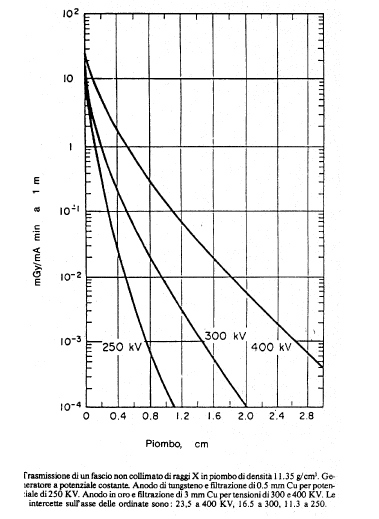 10²
10
1
10⁻¹
10⁻²
10⁻³
10⁻⁴
mGy/mA min a 1 m
250 kV
300 kV
400 kV
0 0.4 0.8 1.2 1.6 2.0 2.4 2.8
Piombo, cm
Trasmissione di un fascio non collimato di raggi X in piombo di densità 11.35 g/cm³. Ge-
neratore a potenziale costante. Anodo di tungsteno e filtrazione di 0.5 mm Cu per poten-
ziale di 250 KV. Anodo in oro e filtrazione di 3 mm Cu per tensioni di 300 e 400 KV. Le
intercette sull'asse delle ordinate sono: 23,5 a 400 KV, 16.5 a 300, 11.3 a 250.